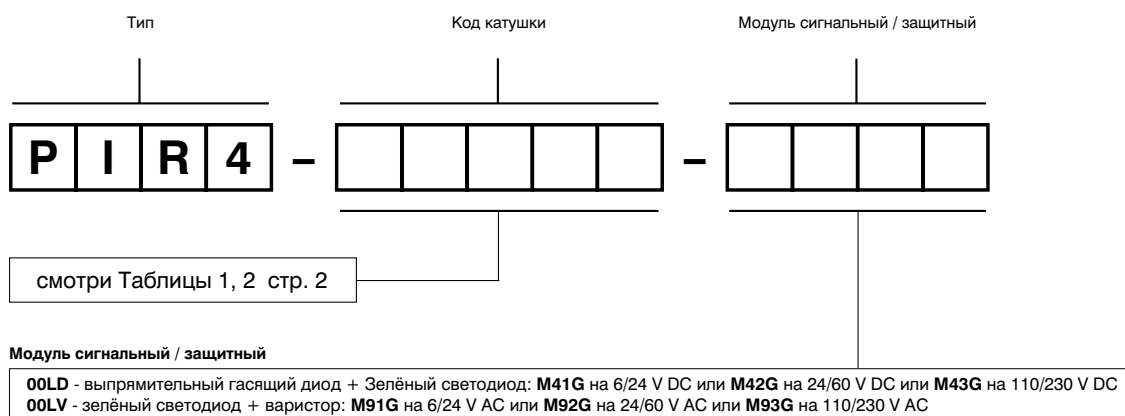 Тип
Код катушки
Модуль сигнальный / защитный
P I R 4 – –
смотри Таблицы 1, 2 стр. 2
Модуль сигнальный / защитный
00LD - выпрямительный гасящий диод + Зелёный светодиод: M41G на 6/24 V DC или M42G на 24/60 V DC или M43G на 110/230 V DC
00LV - зелёный светодиод + варистор: M91G на 6/24 V AC или M92G на 24/60 V AC или M93G на 110/230 V AC